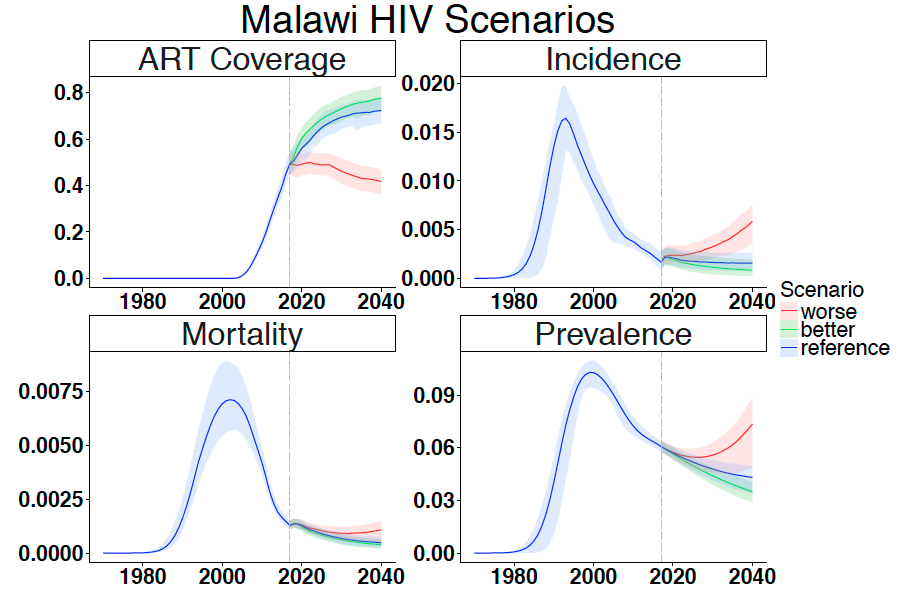 Malawi HIV Scenarios
ART Coverage
0.8
0.6
0.4
0.2
0.0
1980 2000 2020 2040
Incidence
0.020
0.015
0.010
0.005
0.000
1980 2000 2020 2040
Mortality
0.0075
0.0050
0.0025
0.0000
1980 2000 2020 2040
Prevalence
0.09
0.06
0.03
0.00
1980 2000 2020 2040
Scenario
worse
better
reference